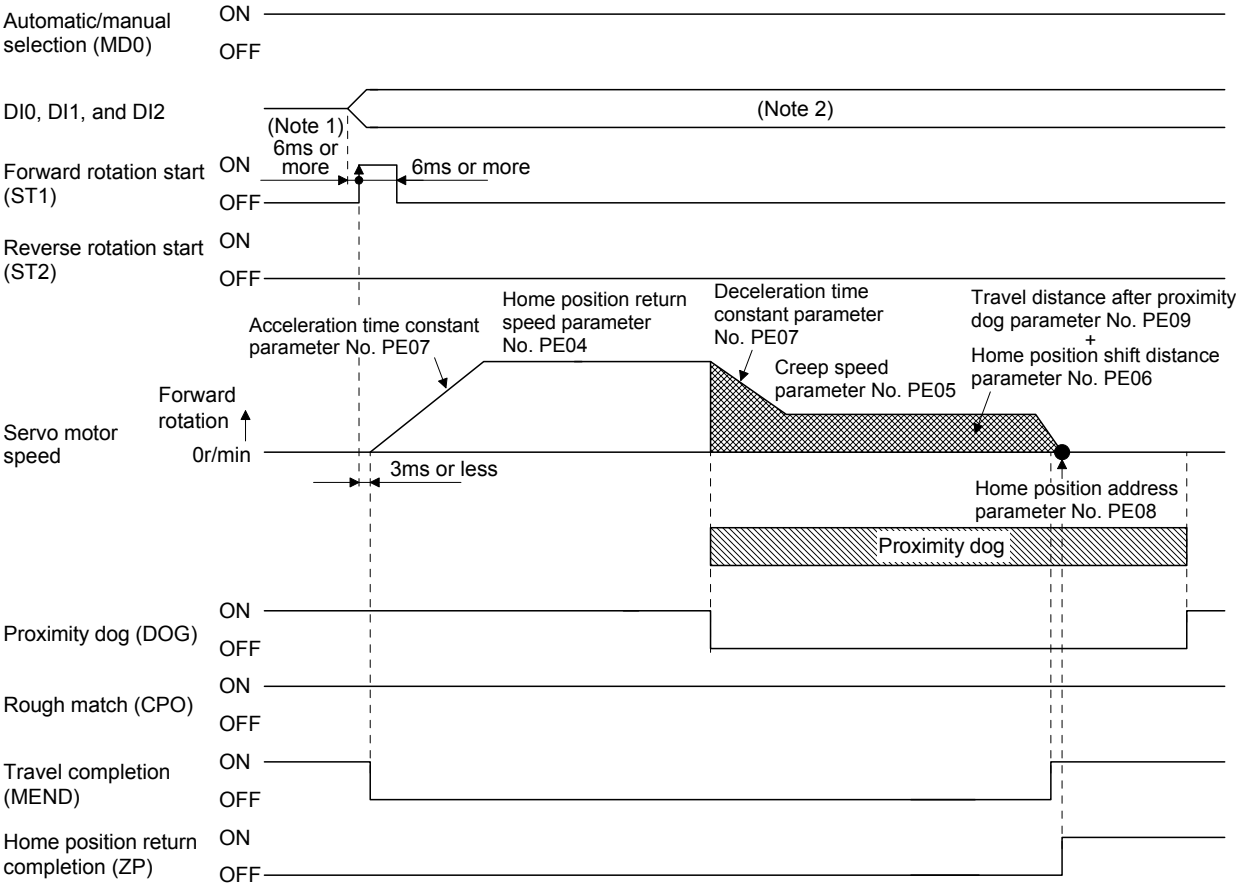 Automatic/manual
selection (MD0)
ON
OFF
DI0, DI1, and DI2
(Note 2)
(Note 1)
6ms or
more
6ms or more
Forward rotation start
(ST1)
ON
OFF
Reverse rotation start
(ST2)
ON
OFF
Acceleration time constant
parameter No. PE07
Home position return
speed parameter
No. PE04
Deceleration time
constant parameter
No. PE07
Creep speed
parameter No. PE05
Travel distance after proximity
dog parameter No. PE09
+
Home position shift distance
parameter No. PE06
Forward
rotation
Servo motor
speed
0r/min
3ms or less
Home position address
parameter No. PE08
Proximity dog
Proximity dog (DOG)
ON
OFF
Rough match (CPO)
ON
OFF
Travel completion
(MEND)
ON
OFF
Home position return
completion (ZP)
ON
OFF